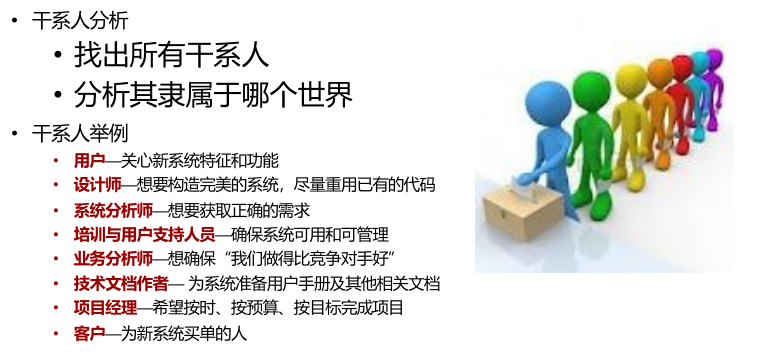 • 干系人分析
• 找出所有干系人
• 分析其隶属于哪个世界
• 干系人举例
• 用户—关心新系统特征和功能
• 设计师—想要构造完美的系统，尽量重用已有的代码
• 系统分析师—想要获取正确的需求
• 培训与用户支持人员—确保系统可用和可管理
• 业务分析师—想确保“我们做得比竞争对手好”
• 技术文档作者— 为系统准备用户手册及其他相关文档
• 项目经理—希望按时、按预算、按目标完成项目
• 客户—为新系统买单的人